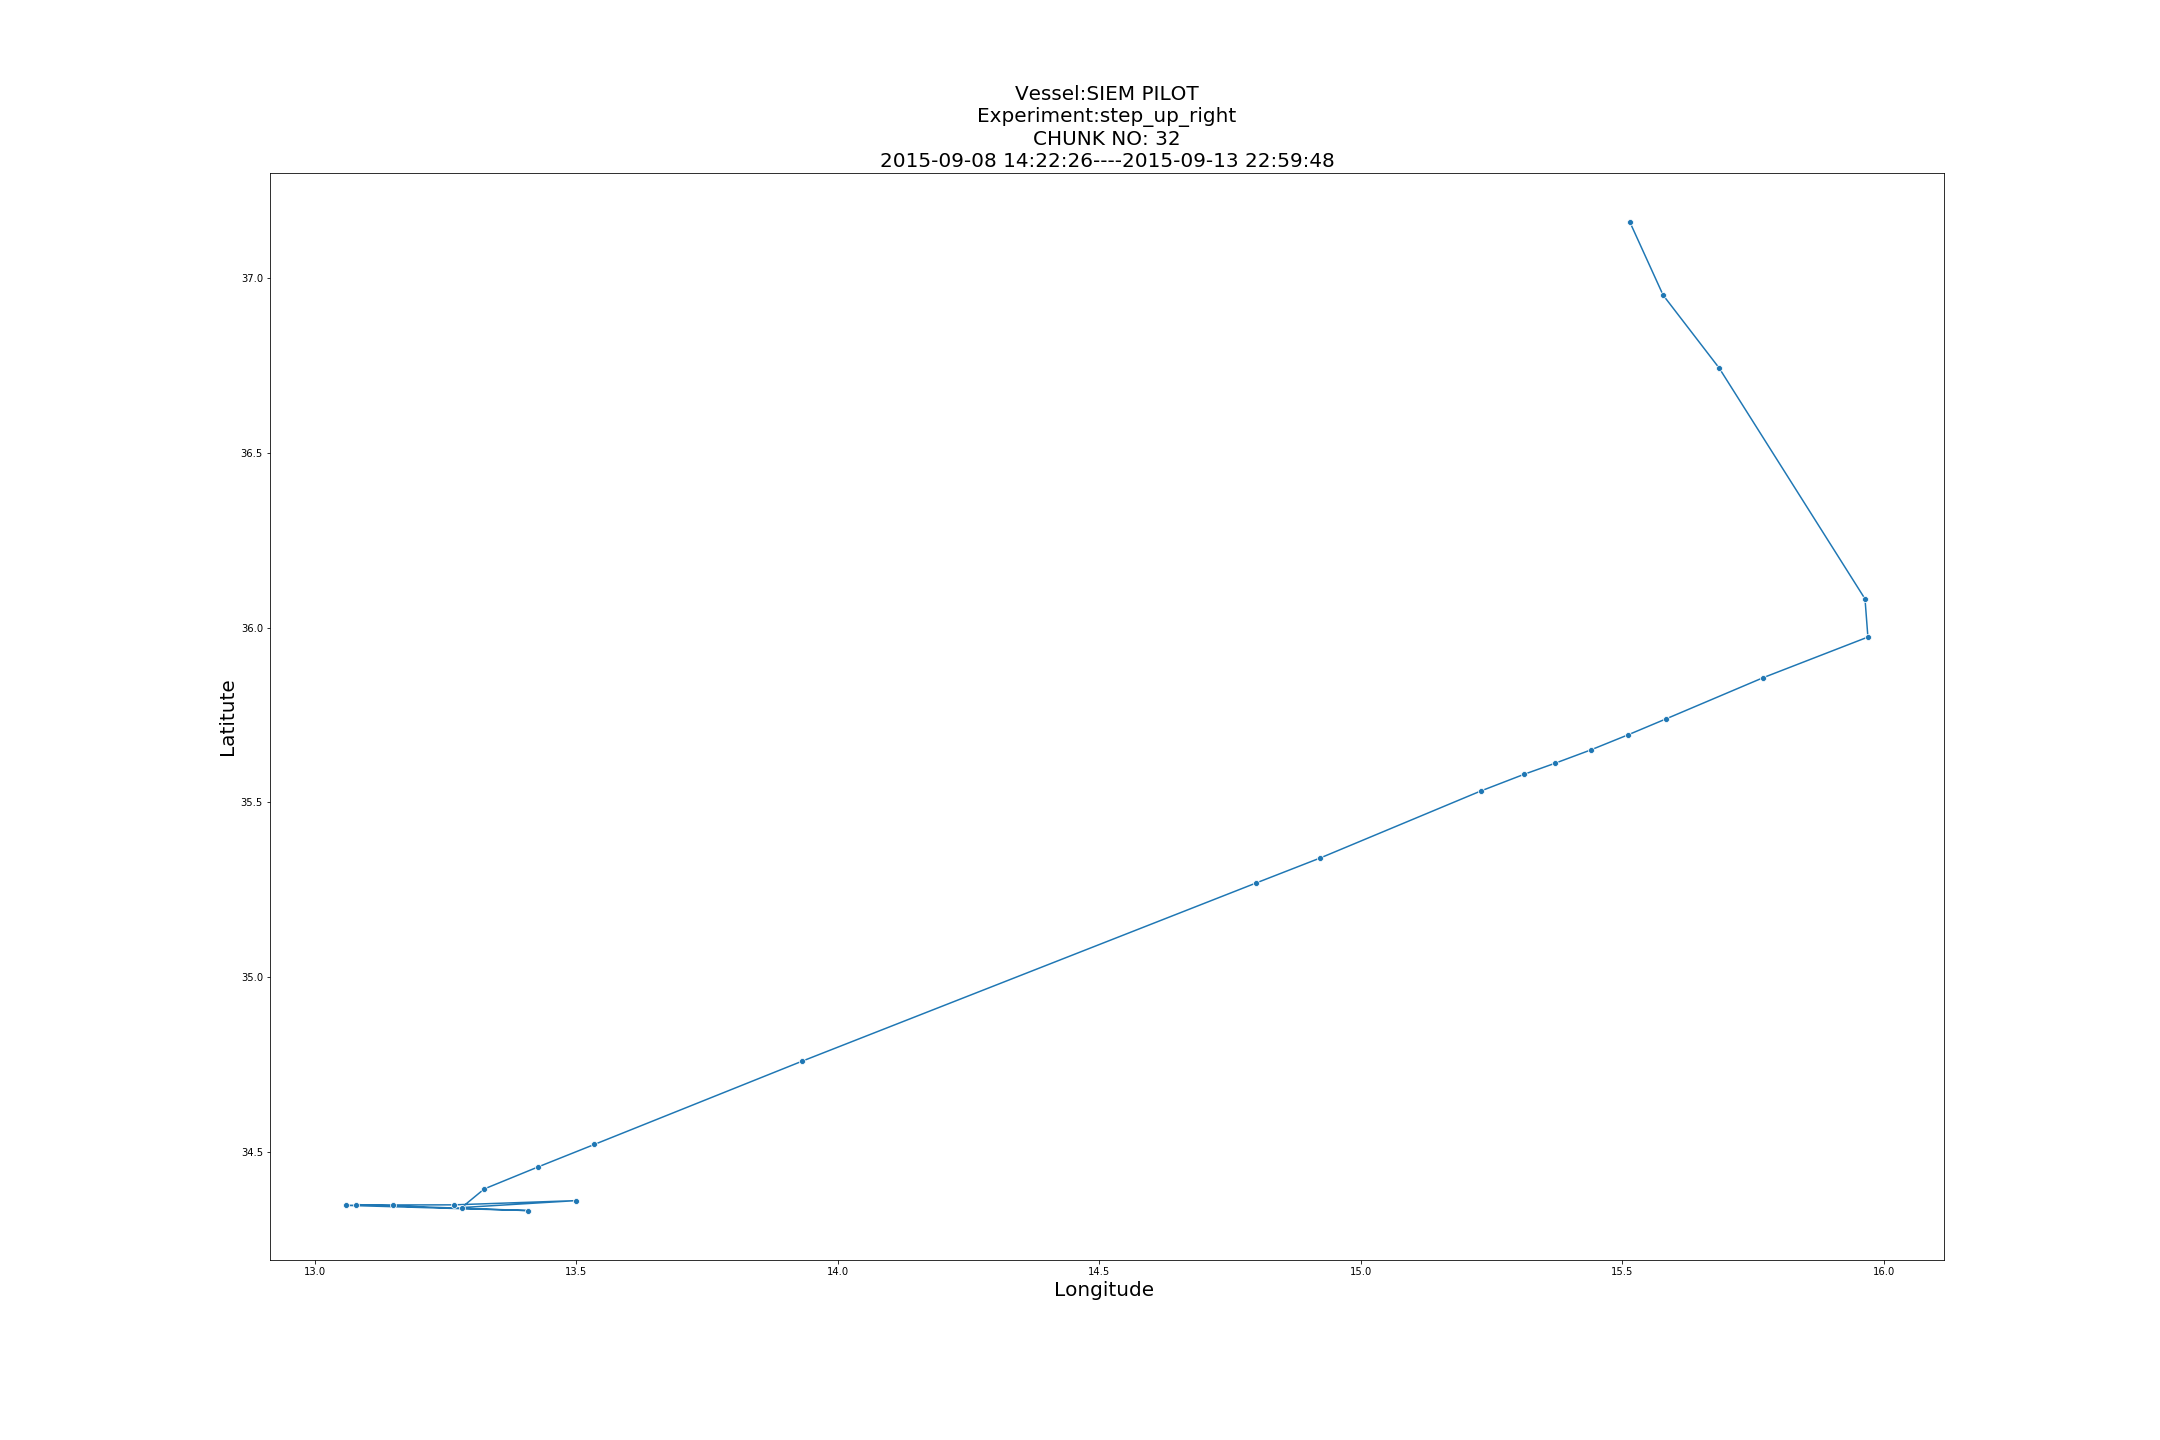 Vessel:SIEM PILOT
Experiment:step_up_right
CHUNK NO: 32
2015-09-08 14:22:26----2015-09-13 22:59:48
37.0
36.5
36.0
35.5
35.0
34.5
Latitute
13.0 13.5 14.0 14.5 15.0 15.5 16.0
Longitude